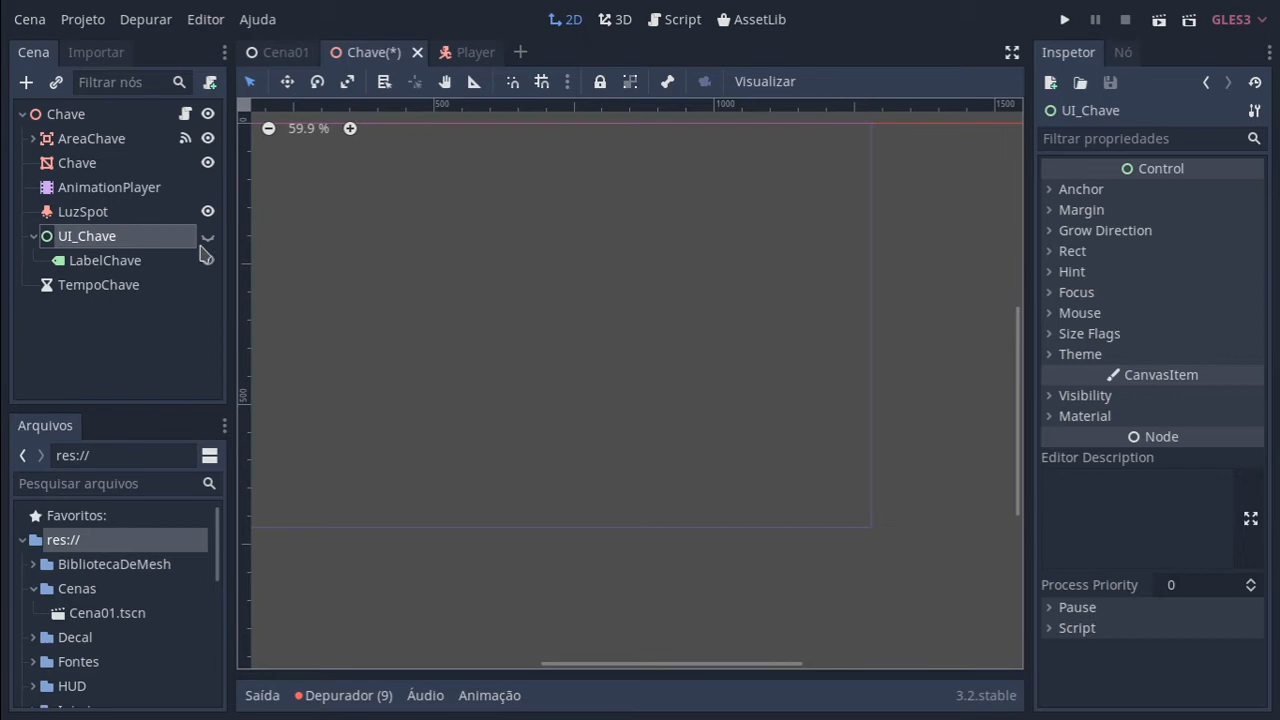 Cena Projeto Depurar Editor Ajuda 2D 3D Script AssetLib GLES3
Cena Importar Cena01 Chave(*) Player Inspetor Nó
Filtrar nós Visualizar
500 1000 1500
Chave UI_Chave
0 59.9 %
AreaChave Filtrar propriedades
Chave Control
AnimationPlayer Anchor
LuzSpot Margin
UI_Chave Grow Direction
LabelChave Rect
TempoChave Hint
Focus
Mouse
Size Flags
Theme
CanvasItem
500 Visibility
Arquivos Material
Node
res:// Editor Description
Pesquisar arquivos
Favoritos:
res://
BibliotecaDeMesh
Cenas Process Priority 0
Cena01.tscn Pause
Decal Script
Fontes
HUD
Saída Depurador (9) Áudio Animação 3.2.stable